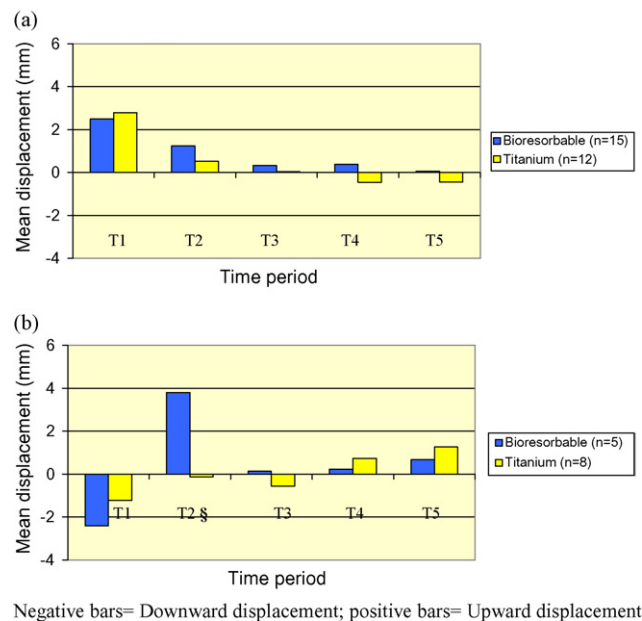 (a)
6
4
2
0
-2
-4
Mean displacement (mm)
T1 T2 T3 T4 T5
Time period
Bioresorbable (n=15)
Titanium (n=12)
(b)
6
4
2
0
-2
-4
Mean displacement (mm)
T1 T2 § T3 T4 T5
Time period
Bioresorbable (n=5)
Titanium (n=8)
Negative bars= Downward displacement; positive bars= Upward displacement